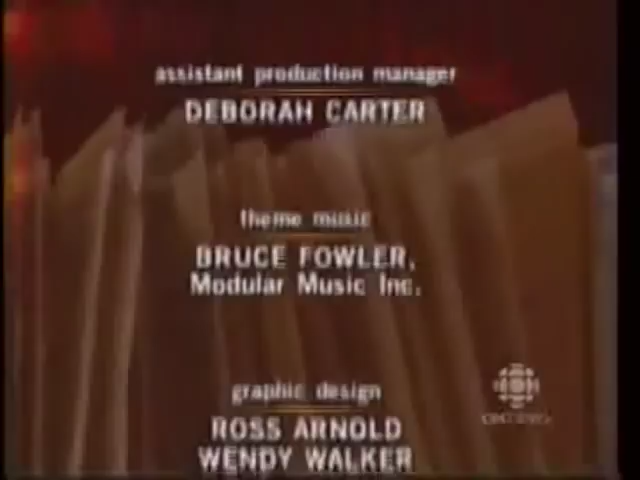 assistant production manager
DEBORAH CARTER
theme music
BRUCE FOWLER,
Modular Music Inc.
graphic design
ROSS ARNOLD
WENDY WALKER